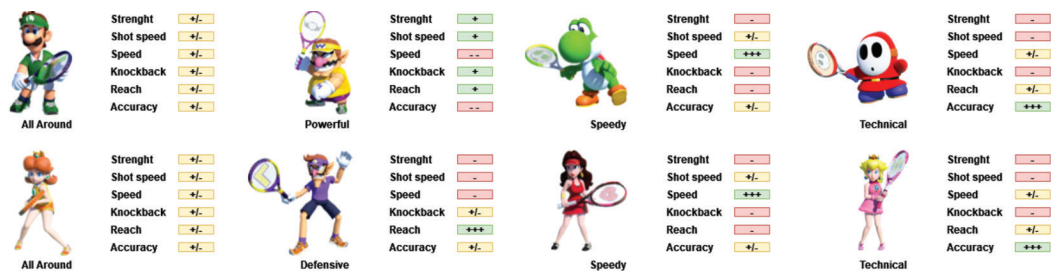 Strenght +/-
Shot speed +/-
Speed +/-
Knockback +/-
Reach +/-
Accuracy +/-
All Around
Strenght +
Shot speed +
Speed - -
Knockback +
Reach +
Accuracy - -
Powerful
Strenght -
Shot speed +/-
Speed +++
Knockback -
Reach -
Accuracy +/-
Speedy
Strenght -
Shot speed -
Speed +/-
Knockback -
Reach +/-
Accuracy +++
Technical
Strenght +/-
Shot speed +/-
Speed +/-
Knockback +/-
Reach +/-
Accuracy +/-
All Around
Strenght -
Shot speed -
Speed -
Knockback +/-
Reach +++
Accuracy +/-
Defensive
Strenght -
Shot speed +/-
Speed +++
Knockback -
Reach -
Accuracy +/-
Speedy
Strenght -
Shot speed -
Speed +/-
Knockback -
Reach +/-
Accuracy +++
Technical